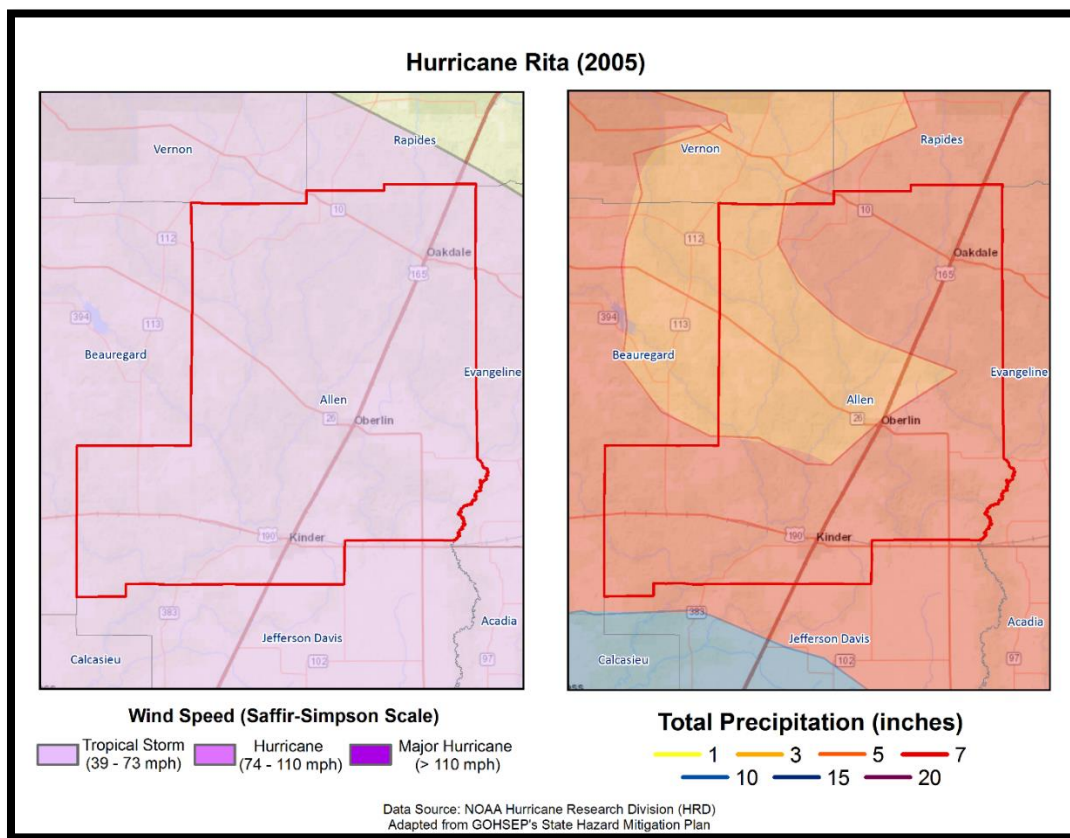 Hurricane Rita (2005)
Vernon
Rapides
10
112
Oakdale
165
394
113
Beauregard
Evangeline
Allen
26
Oberlin
190
Kinder
383
Jefferson Davis
Acadia
Calcasieu
102
97
Vernon
Rapides
10
112
Oakdale
165
394
113
Beauregard
Evangeline
Allen
26
Oberlin
190
Kinder
383
Jefferson Davis
Acadia
Calcasieu
102
97
Wind Speed (Saffir-Simpson Scale)
Tropical Storm
(39 - 73 mph)
Hurricane
(74 - 110 mph)
Major Hurricane
(> 110 mph)
Total Precipitation (inches)
1 3 5 7
10 15 20
Data Source: NOAA Hurricane Research Division (HRD)
Adapted from GOHSEP's State Hazard Mitigation Plan